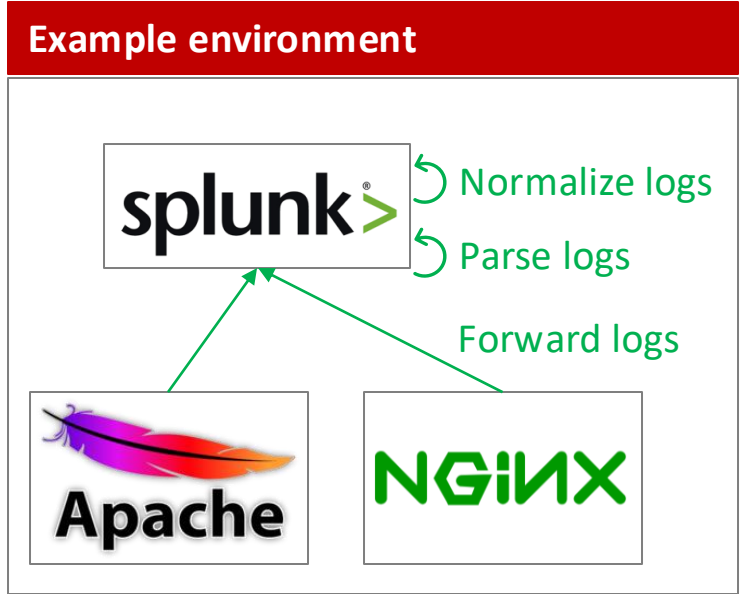 Example environment
splunk®>
Normalize logs
Parse logs
Forward logs
Apache
NGINX